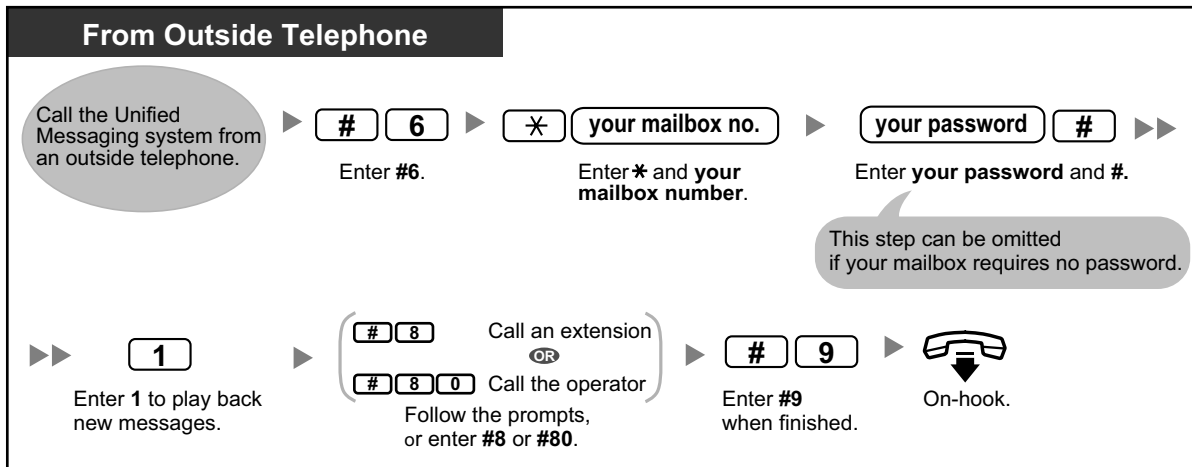 From Outside Telephone
Call the Unified
Messaging system from
an outside telephone.
# 6
Enter #6.
* your mailbox no.
Enter * and your
mailbox number.
your password #
Enter your password and #.
This step can be omitted
if your mailbox requires no password.
1
Enter 1 to play back
new messages.
# 8 Call an extension
OR
# 8 0 Call the operator
Follow the prompts,
or enter #8 or #80.
# 9
Enter #9
when finished.
On-hook.